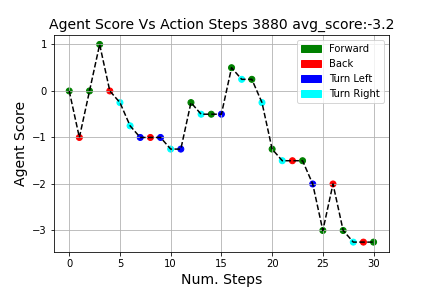 Agent Score Vs Action Steps 3880 avg_score:-3.2
1
0
−1
−2
−3
Agent Score
Forward
Back
Turn Left
Turn Right
0 5 10 15 20 25 30
Num. Steps